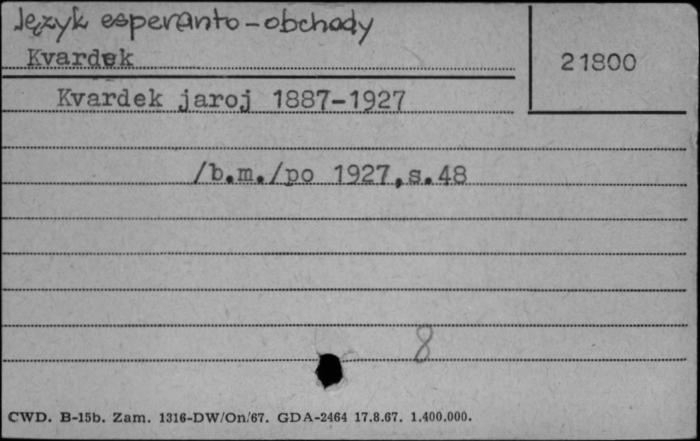 Język esperanto-obchody
Kvardek
21800
Kvardek jaroj 1887-1927
/b.m./po 1927,s.48
8
CWD. B-15b. Zam. 1316-DW/On/67. GDA-2464 17.8.67. 1.400.000.